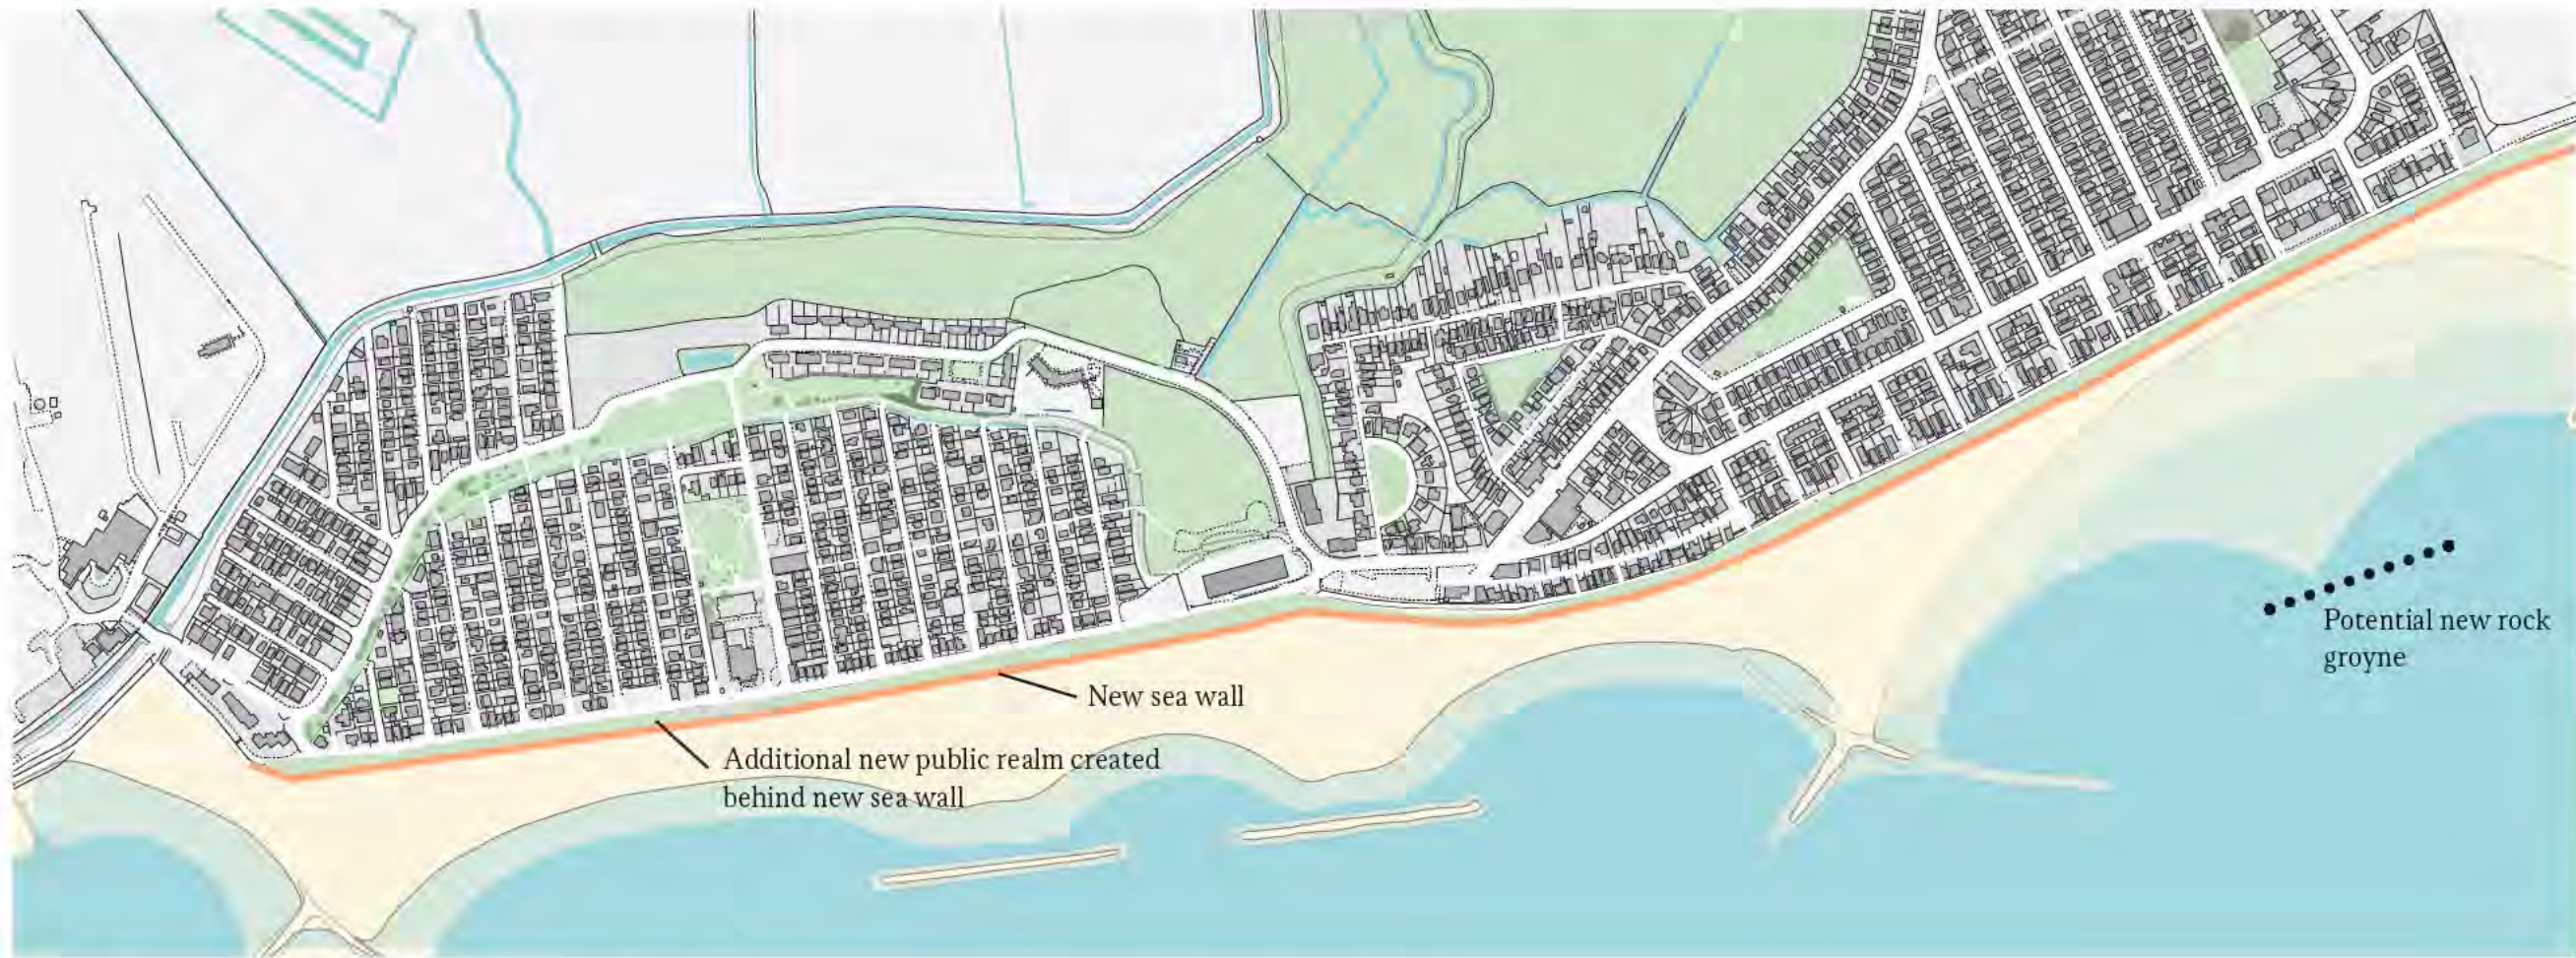 Potential new rock
groyne
New sea wall
Additional new public realm created
behind new sea wall